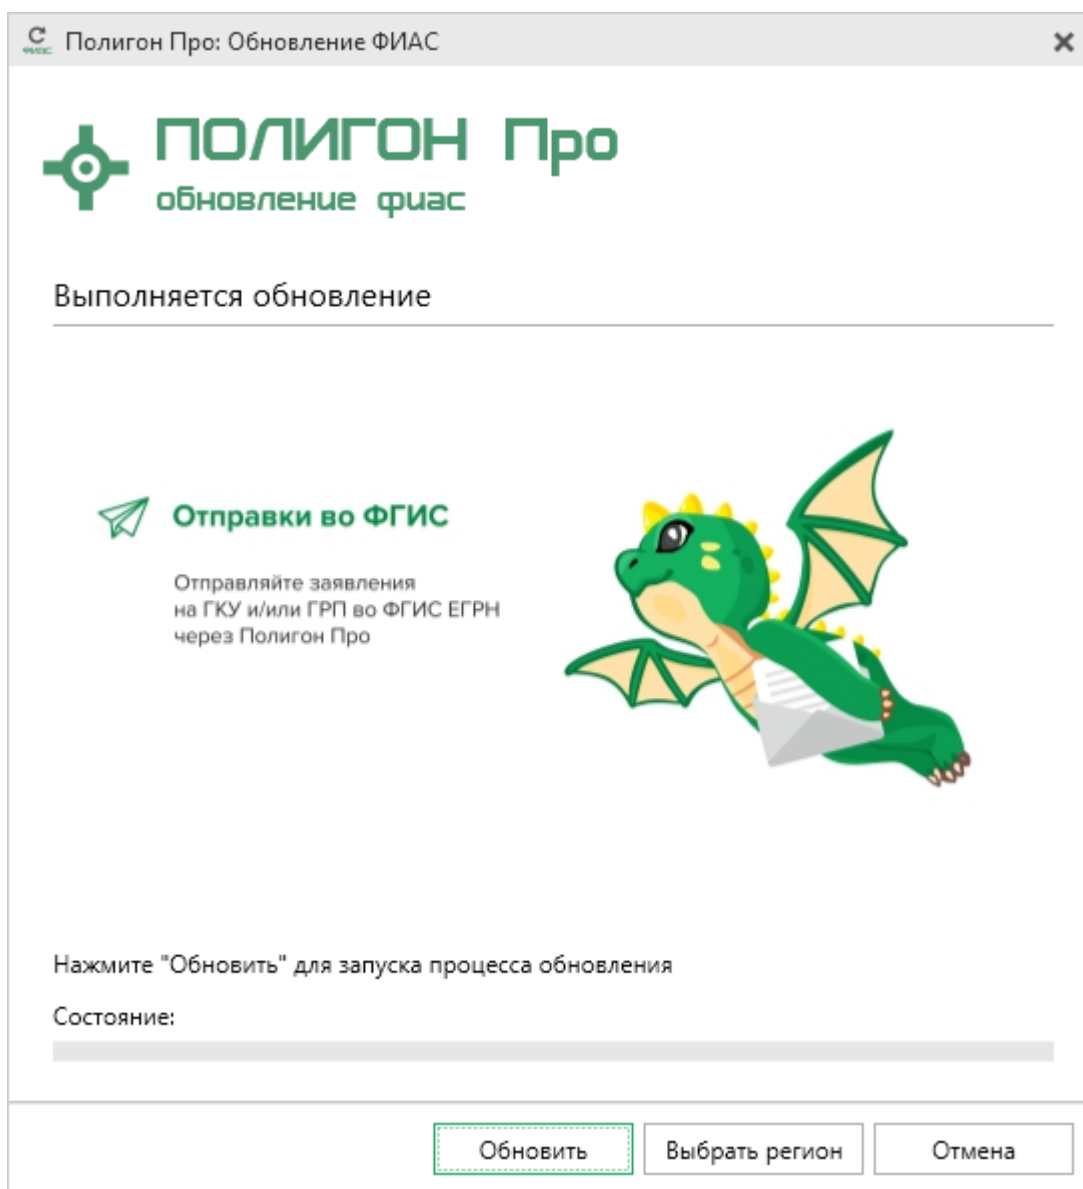 Полигон Про: Обновление ФИАС
ПОЛИГОН Про
обновление фиас
Выполняется обновление
Отправки во ФГИС
Отправляйте заявления
на ГКУ и/или ГРП во ФГИС ЕГРН
через Полигон Про
Нажмите "Обновить" для запуска процесса обновления
Состояние:
Обновить Выбрать регион Отмена